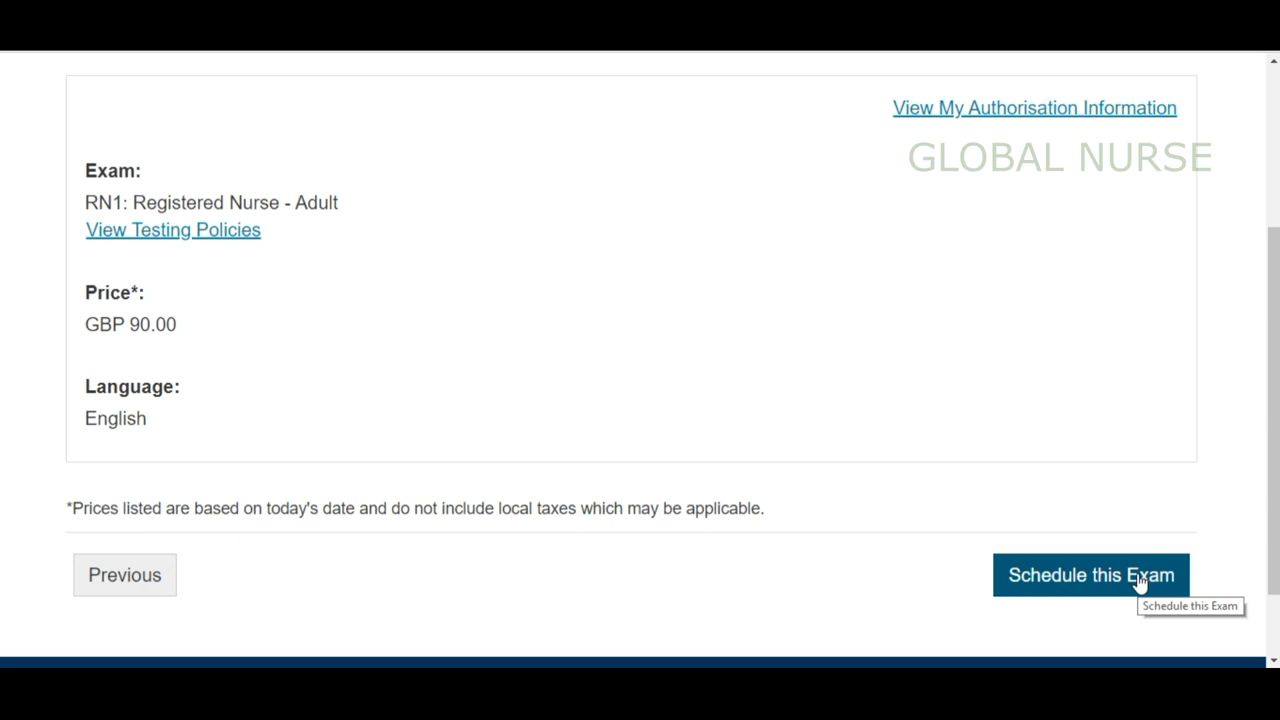 View My Authorisation Information
GLOBAL NURSE
Exam:
RN1: Registered Nurse - Adult
View Testing Policies
Price*:
GBP 90.00
Language:
English
*Prices listed are based on today's date and do not include local taxes which may be applicable.
Previous
Schedule this Exam
Schedule this Exam